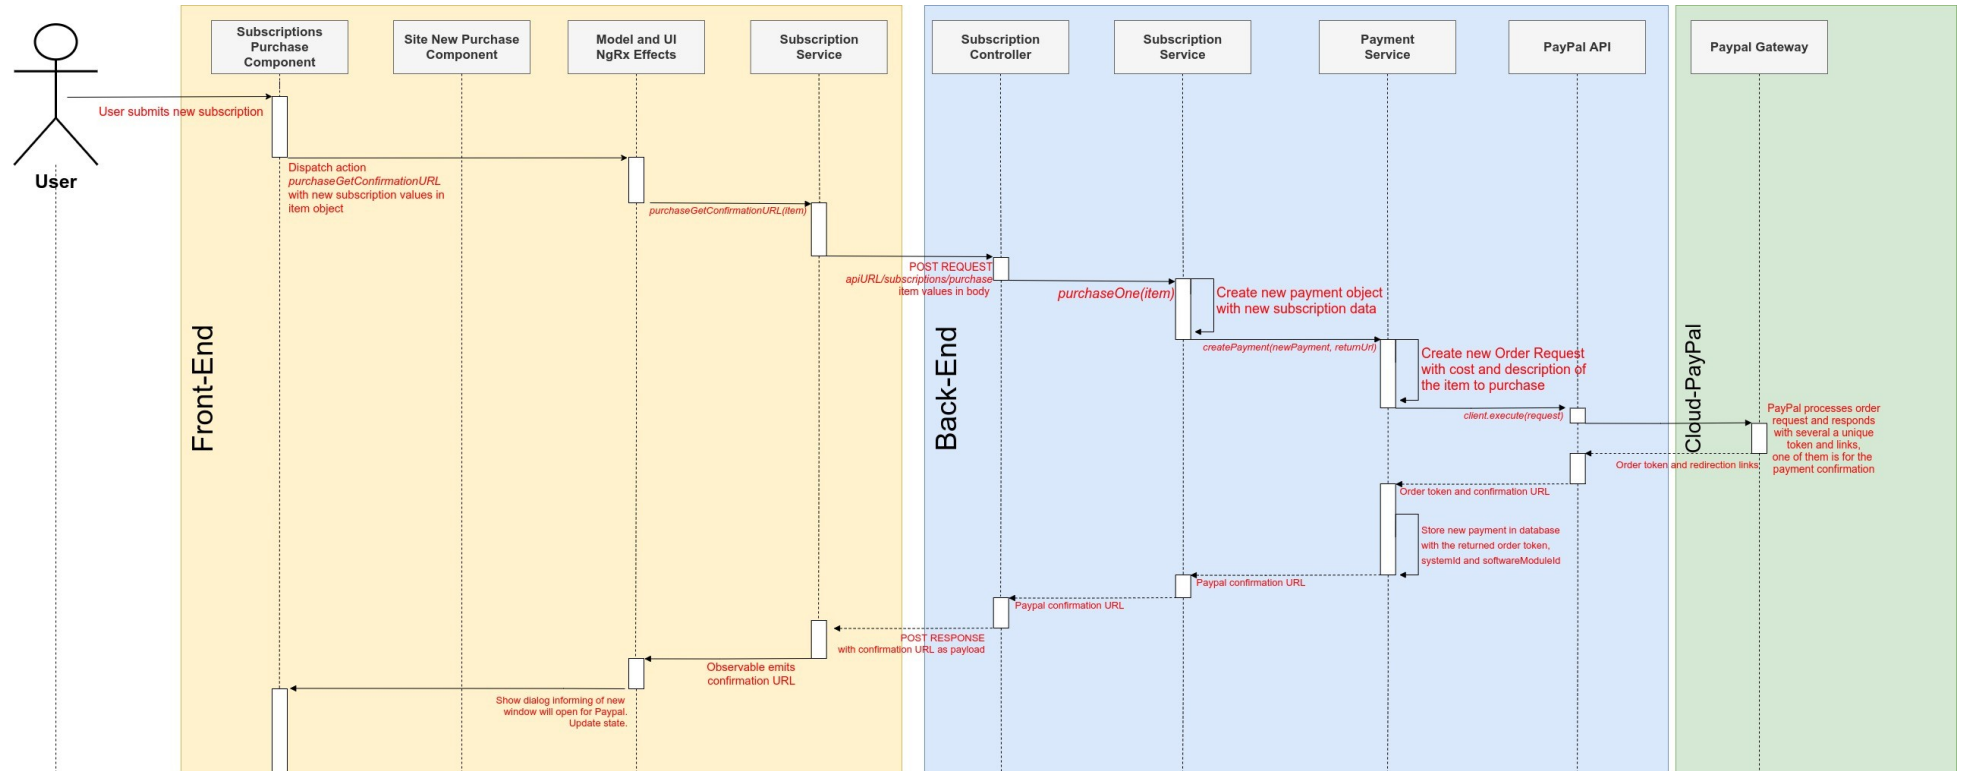 Subscriptions
Purchase
Component
Site New Purchase
Component
Model and UI
NgRx Effects
Subscription
Service
Subscription
Controller
Subscription
Service
Payment
Service
PayPal API
Paypal Gateway
User
User submits new subscription
Dispatch action
purchaseGetConfirmationURL
with new subscription values in
item object
purchaseGetConfirmationURL(item)
POST REQUEST
apiURL/subscriptions/purchase
item values in body
purchaseOne(item)
Create new payment object
with new subscription data
createPayment(newPayment, returnUrl)
Create new Order Request
with cost and description of
the item to purchase
client.execute(request)
PayPal processes order
request and responds
with several a unique
token and links,
one of them is for the
payment confirmation
Front-End
Back-End
Cloud-PayPal
Order token and redirection links
Order token and confirmation URL
Store new payment in database
with the returned order token,
systemId and softwareModuleId
Paypal confirmation URL
Paypal confirmation URL
POST RESPONSE
with confirmation URL as payload
Observable emits
confirmation URL
Show dialog informing of new
window will open for Paypal.
Update state.